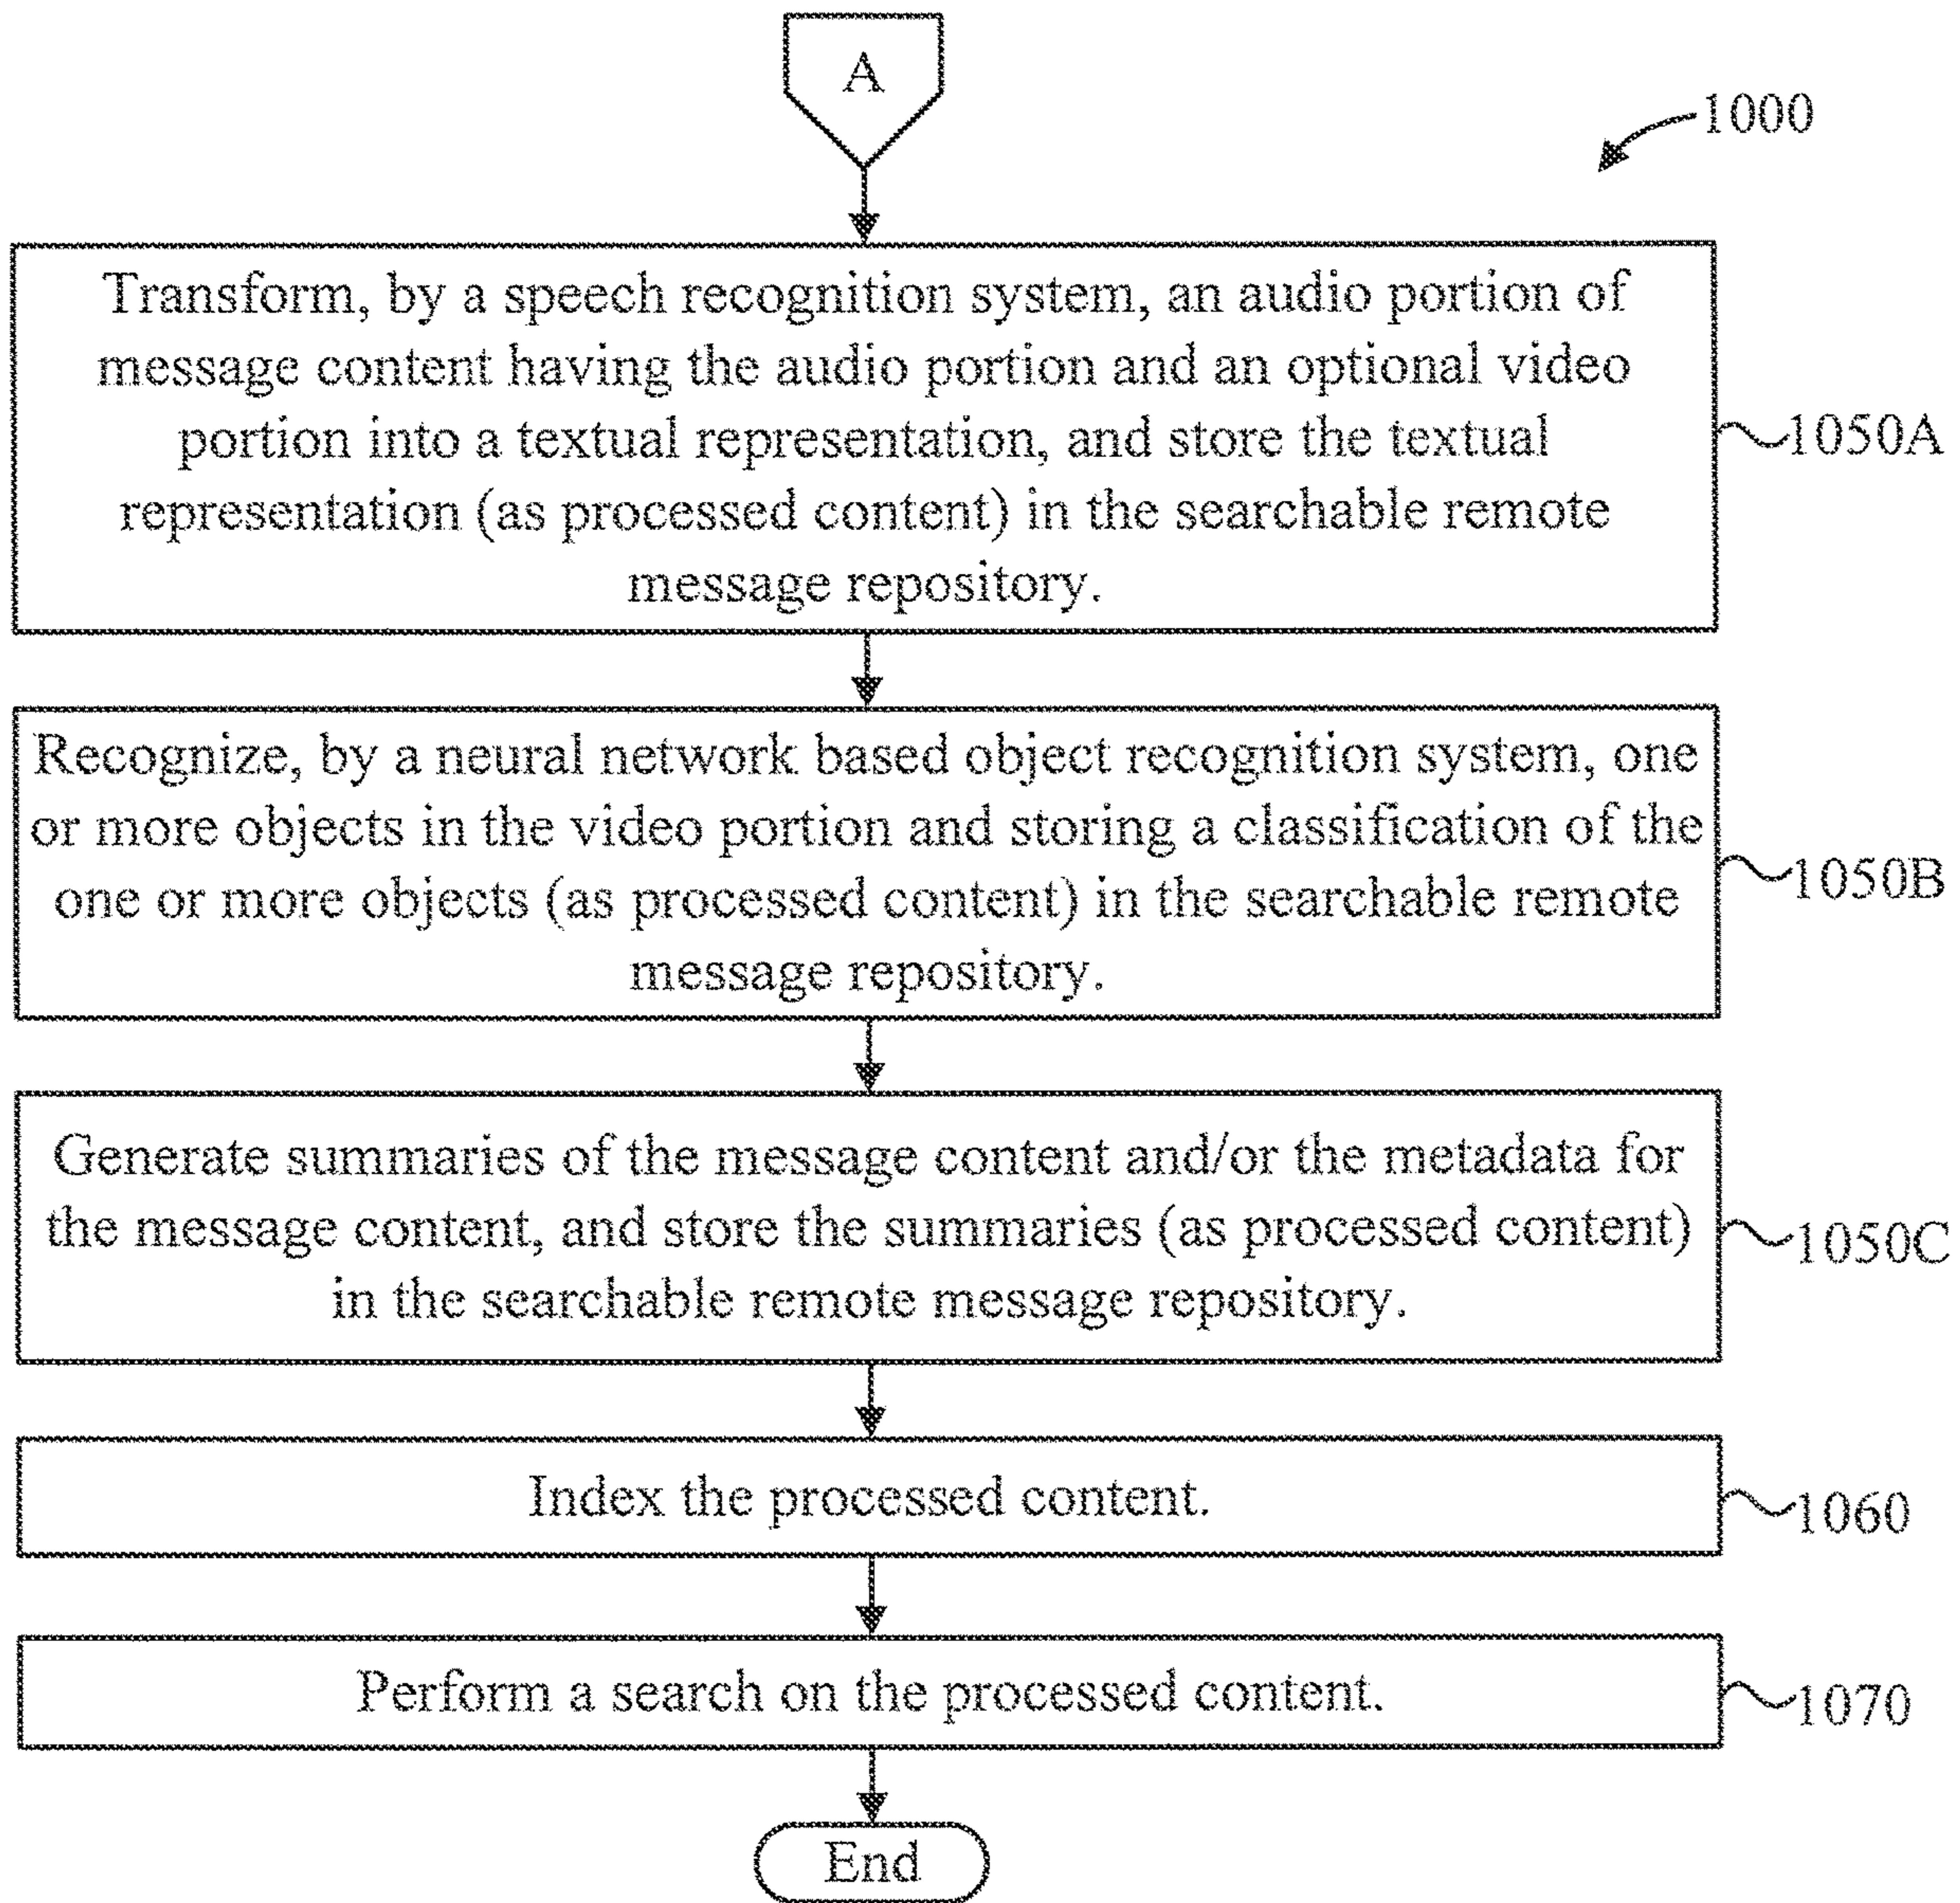 A
1000
Transform, by a speech recognition system, an audio portion of
message content having the audio portion and an optional video
portion into a textual representation, and store the textual
representation (as processed content) in the searchable remote
message repository.
1050A
Recognize, by a neural network based object recognition system, one
or more objects in the video portion and storing a classification of the
one or more objects (as processed content) in the searchable remote
message repository.
1050B
Generate summaries of the message content and/or the metadata for
the message content, and store the summaries (as processed content)
in the searchable remote message repository.
1050C
Index the processed content.
1060
Perform a search on the processed content.
1070
End